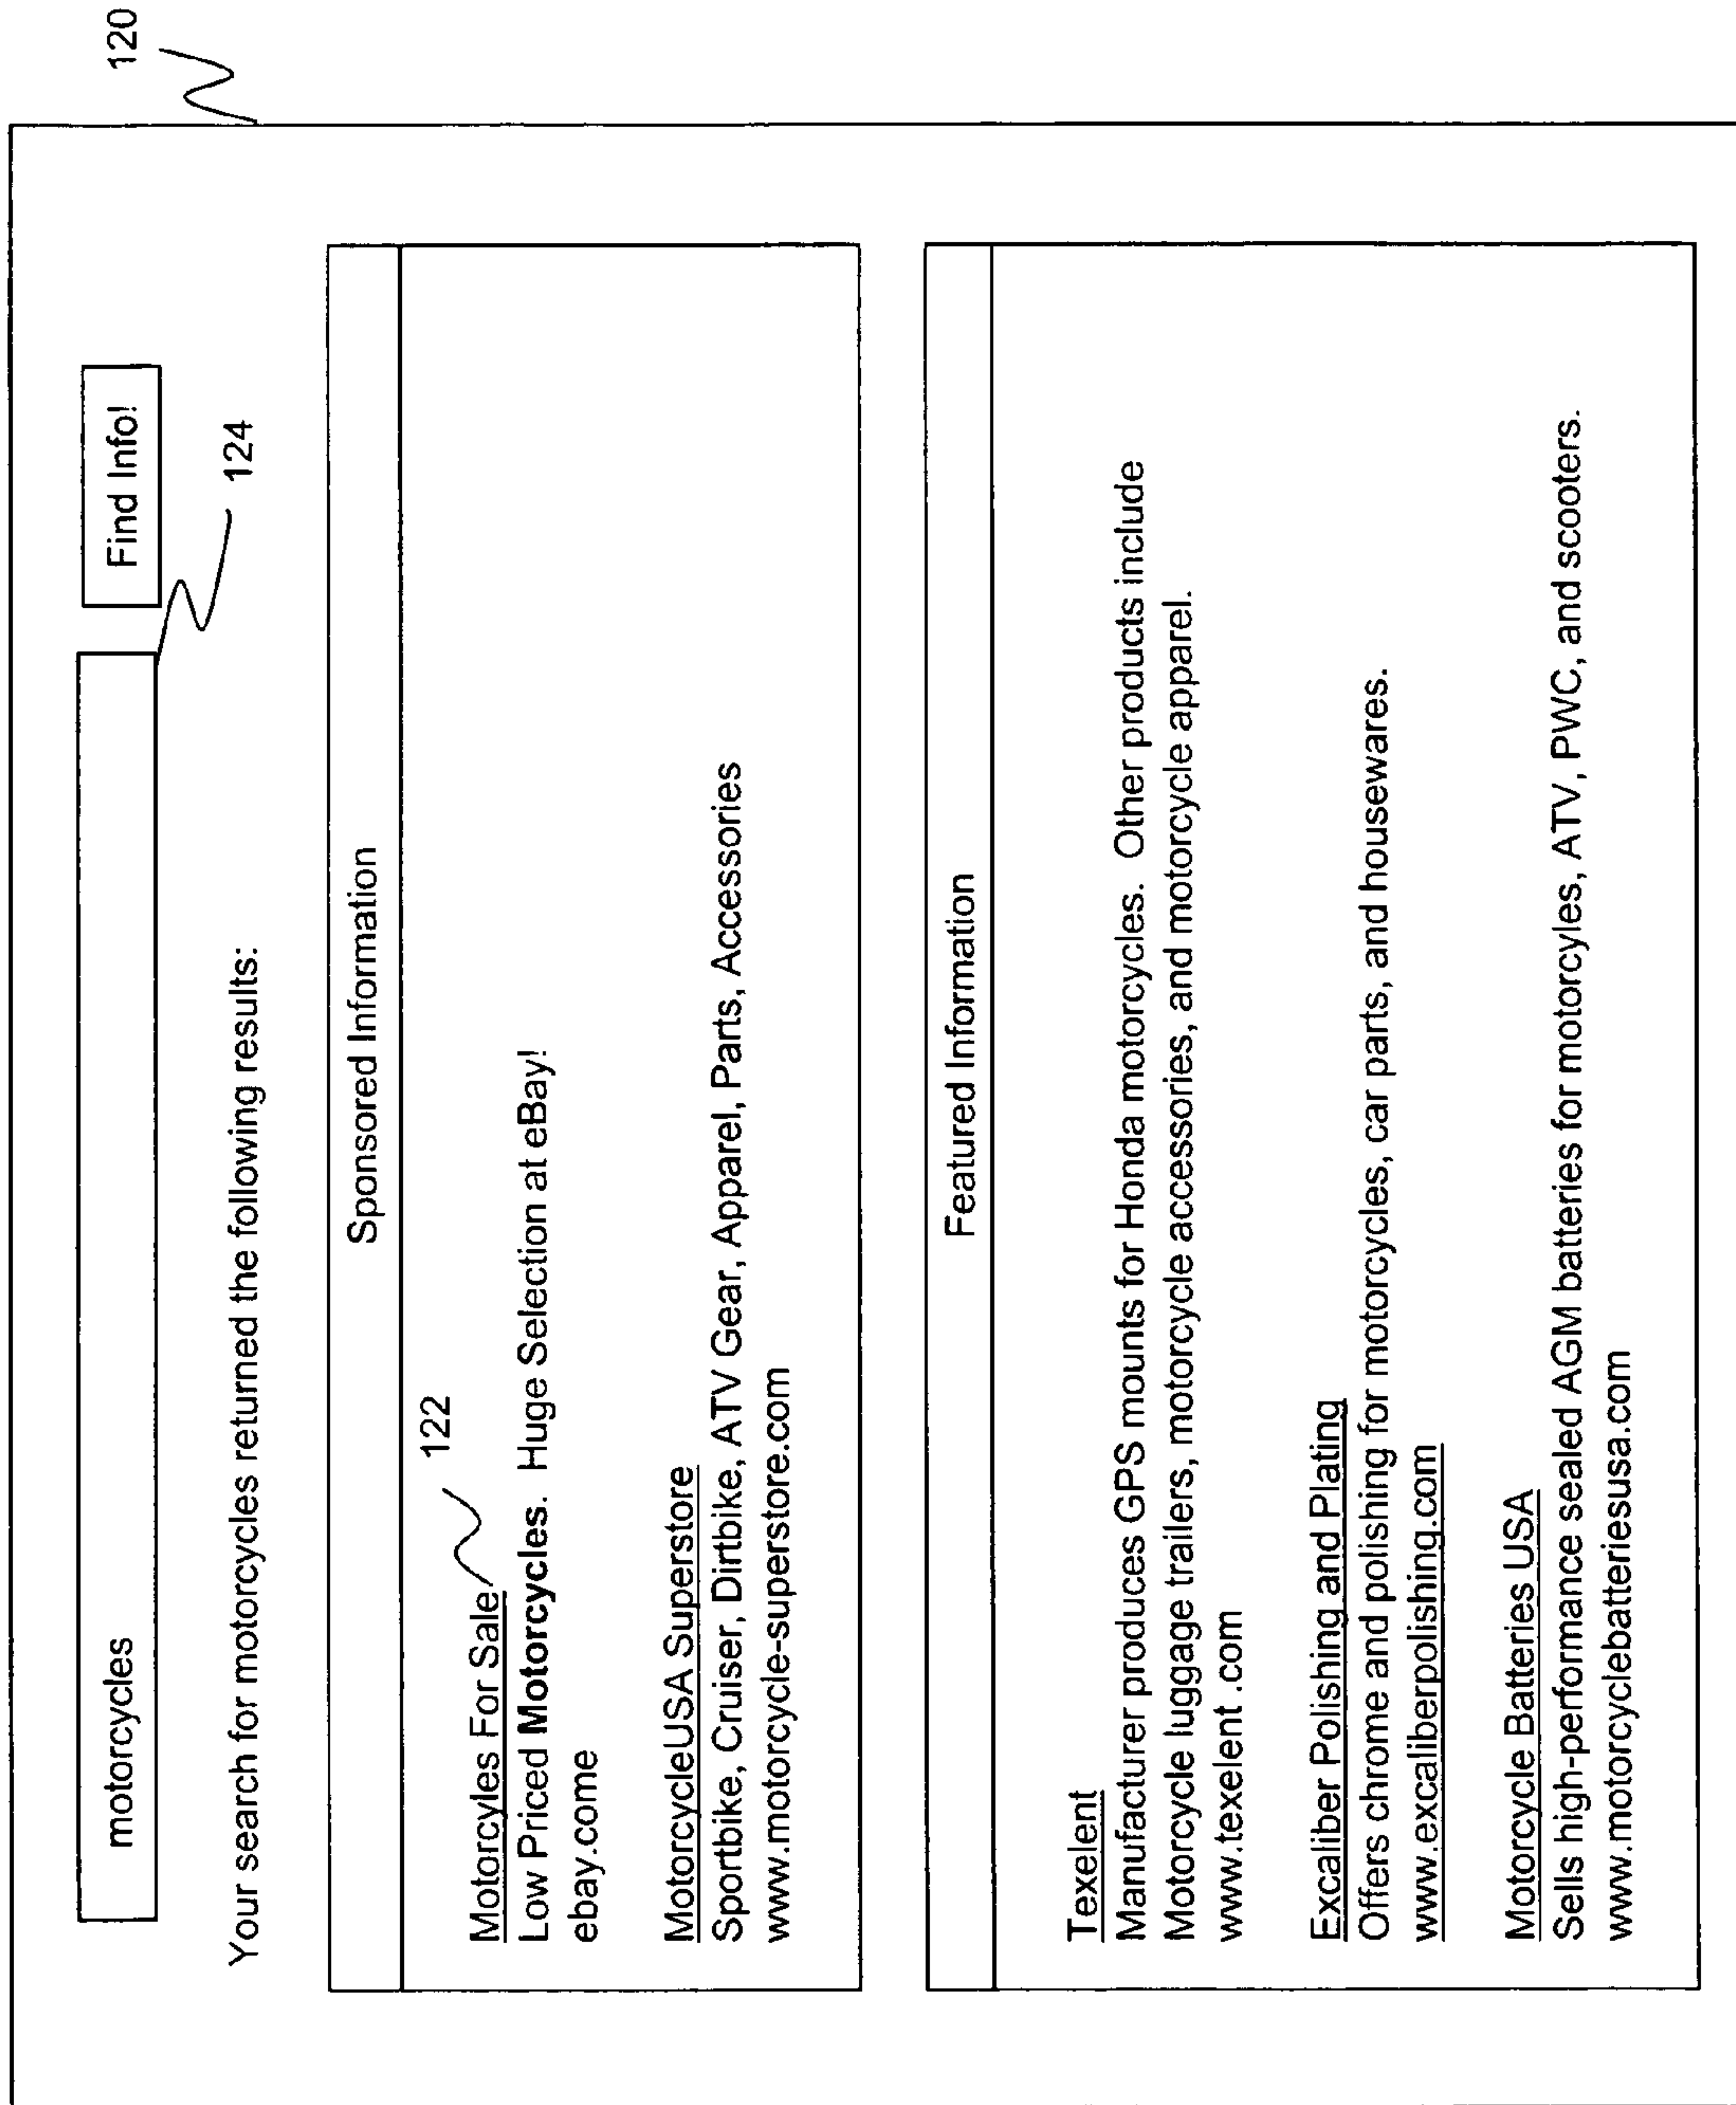 120
motorcycles
Find Info!
124
Your search for motorcycles returned the following results:
Sponsored Information
122
Motorcyles For Sale
Low Priced Motorcycles. Huge Selection at eBay!
ebay.come
MotorcycleUSA Superstore
Sportbike, Cruiser, Dirtbike, ATV Gear, Apparel, Parts, Accessories
www.motorcycle-superstore.com
Featured Information
Texelent
Manufacturer produces GPS mounts for Honda motorcycles. Other products include
Motorcycle luggage trailers, motorcycle accessories, and motorcycle apparel.
www.texelent .com
Excaliber Polishing and Plating
Offers chrome and polishing for motorcycles, car parts, and housewares.
www.excaliberpolishing.com
Motorcycle Batteries USA
Sells high-performance sealed AGM batteries for motorcyles, ATV, PWC, and scooters.
www.motorcyclebatteriesusa.com